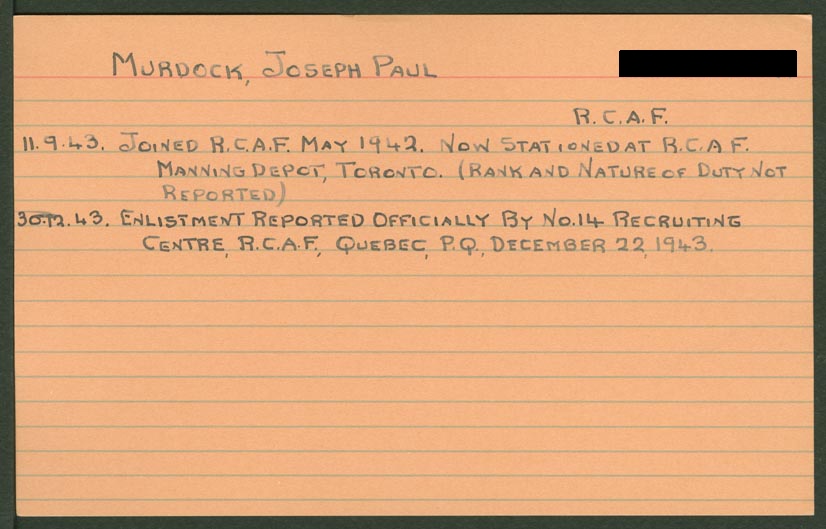 MURDOCK, JOSEPH PAUL
R.C.A.F.
11.9.43. JOINED R.C.A.F. MAY 1942. NOW STATIONED AT R.C.A F.
MANNING DEPOT, TORONTO. (RANK AND NATURE OF DUTY NOT
REPORTED)
30.12.43. ENLISTMENT REPORTED OFFICIALLY BY NO.14 RECRUITING
CENTRE, R.C.A.F., QUEBEC, P.Q., DECEMBER 22, 1943.